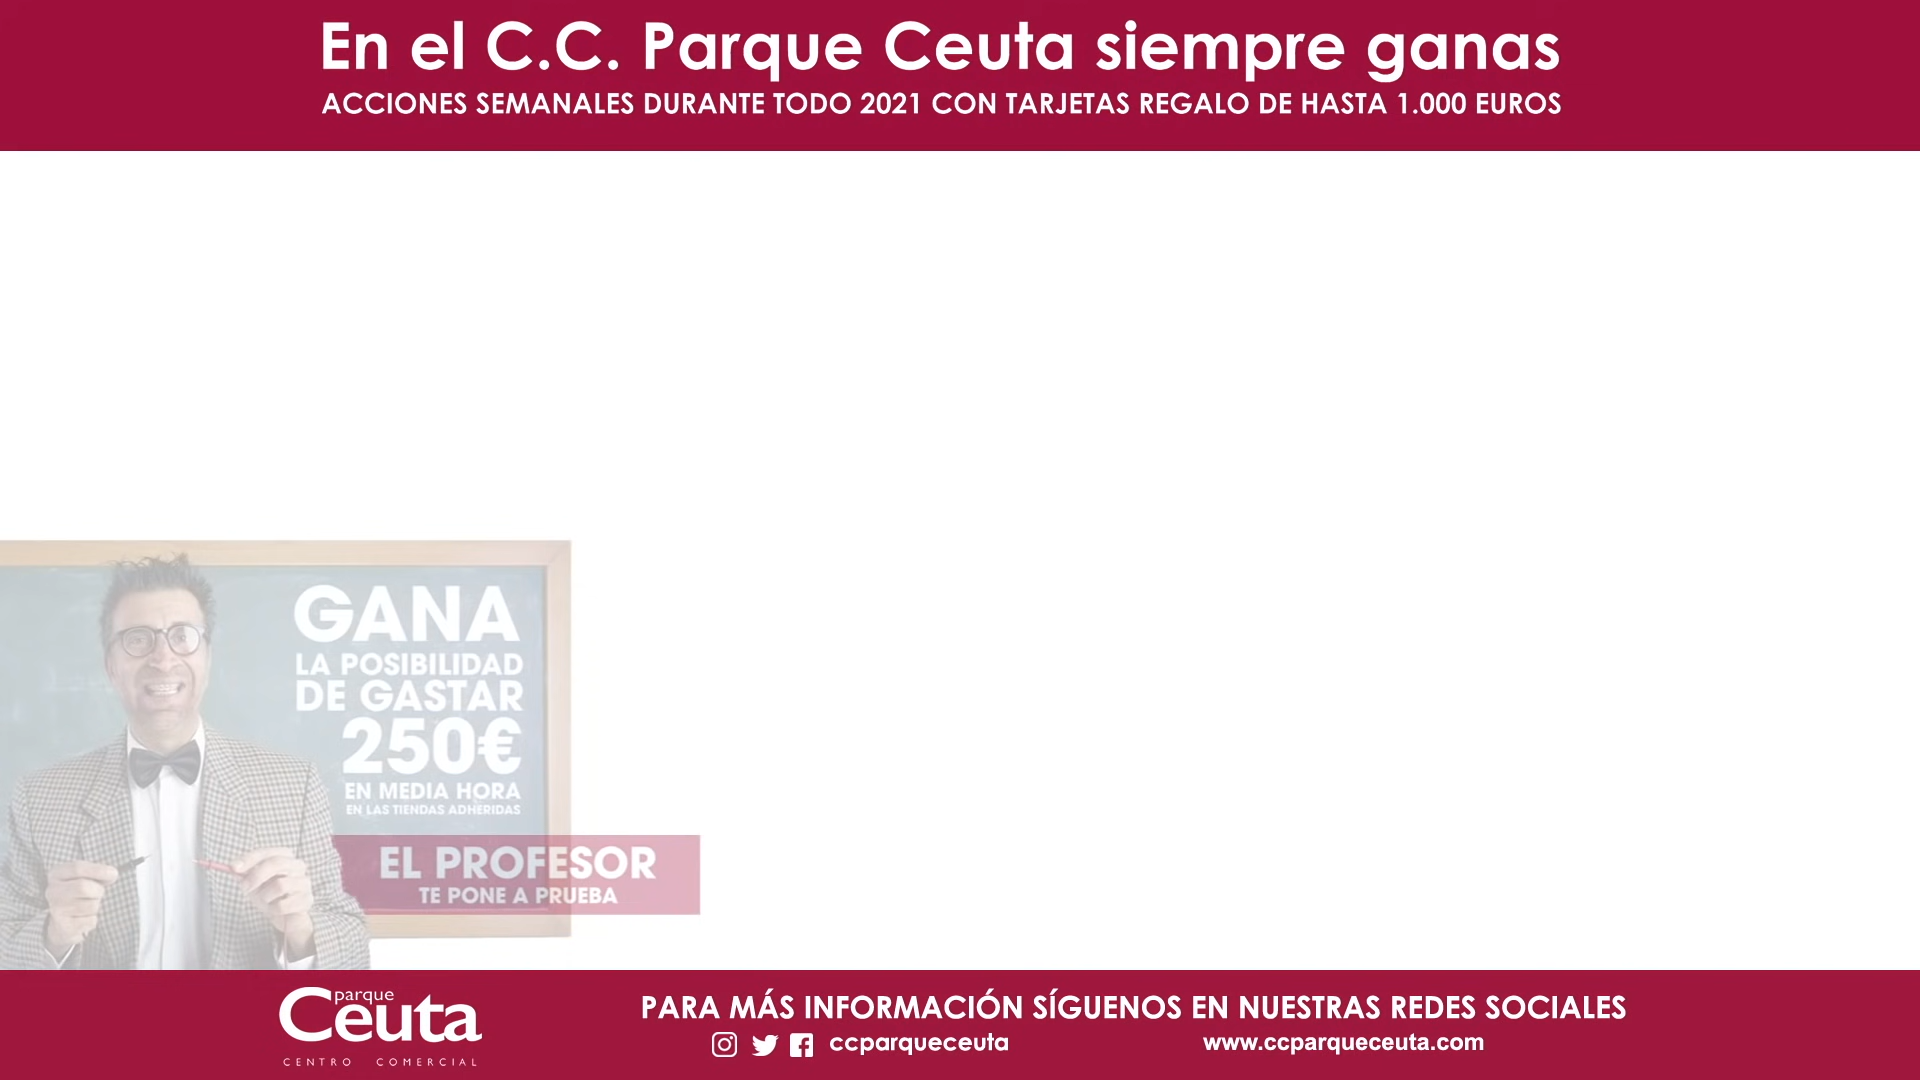 En el C.C. Parque Ceuta siempre ganas
ACCIONES SEMANALES DURANTE TODO 2021 CON TARJETAS REGALO DE HASTA 1.000 EUROS
GANA
LA POSIBILIDAD
DE GASTAR
250€
EN MEDIA HORA
EN LAS TIENDAS ADHERIDAS
EL PROFESOR
TE PONE A PRUEBA
parque
Ceuta
CENTRO COMERCIAL
PARA MÁS INFORMACIÓN SÍGUENOS EN NUESTRAS REDES SOCIALES
ccparqueceuta
www.ccparqueceuta.com